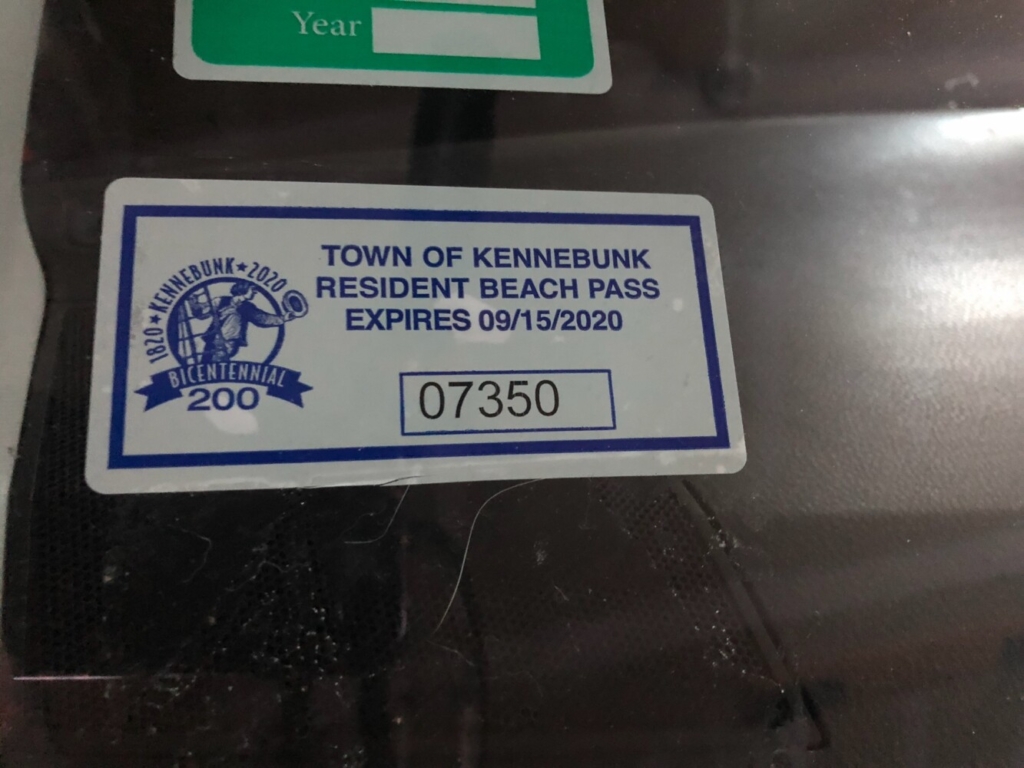 Year
TOWN OF KENNEBUNK
RESIDENT BEACH PASS
EXPIRES 09/15/2020
1820★KENNEBUNK★2020
BICENTENNIAL
200
07350